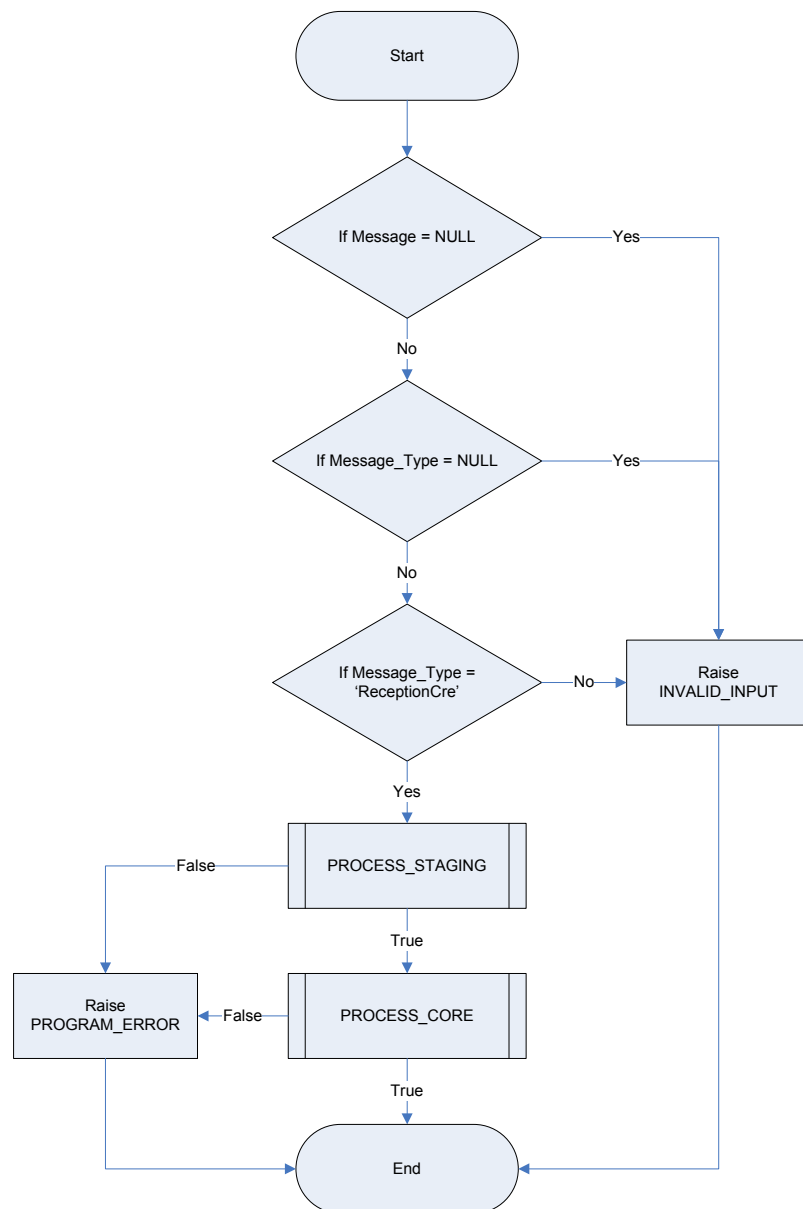 Start
If Message = NULL
Yes
No
If Message_Type = NULL
Yes
No
If Message_Type =
‘ReceptionCre’
No
Raise
INVALID_INPUT
Yes
PROCESS_STAGING
False
True
Raise
PROGRAM_ERROR
False
PROCESS_CORE
True
End